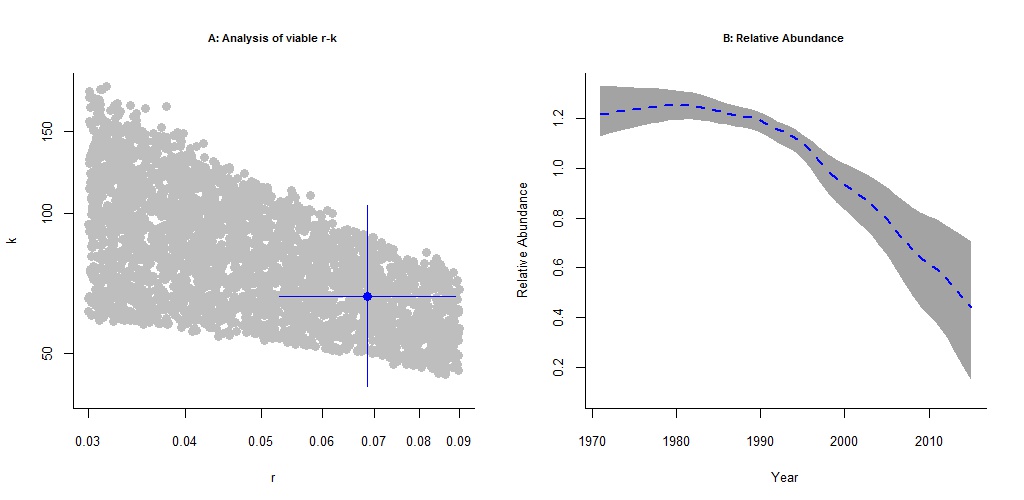 A: Analysis of viable r-k
150
100
50
k
0.03 0.04 0.05 0.06 0.07 0.08 0.09
r
B: Relative Abundance
1.2
1.0
0.8
0.6
0.4
0.2
Relative Abundance
1970 1980 1990 2000 2010
Year